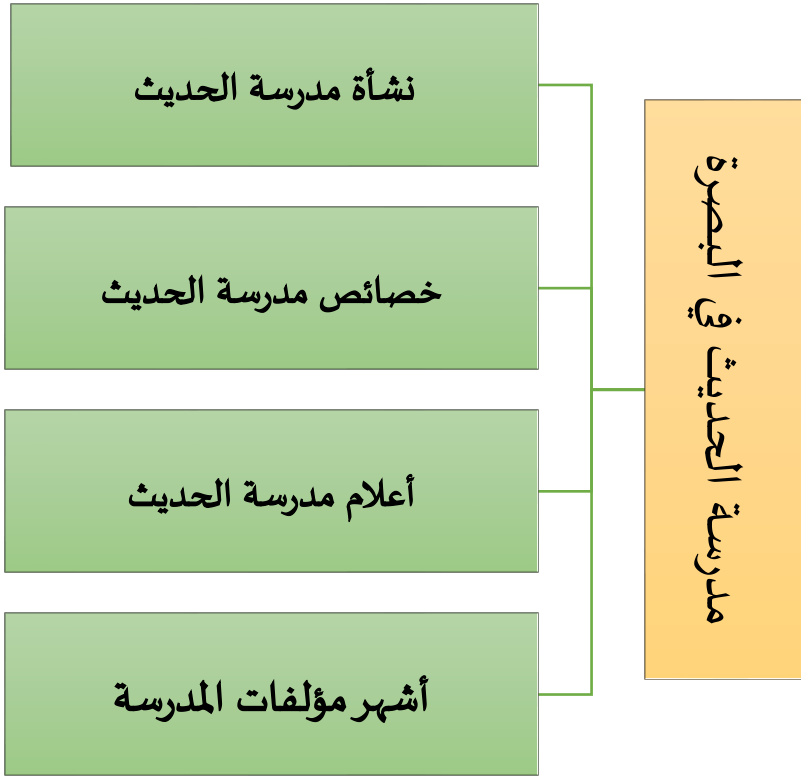 مدرسة الحديث في البصرة
نشأة مدرسة الحديث
خصائص مدرسة الحديث
أعلام مدرسة الحديث
أشهر مؤلفات المدرسة